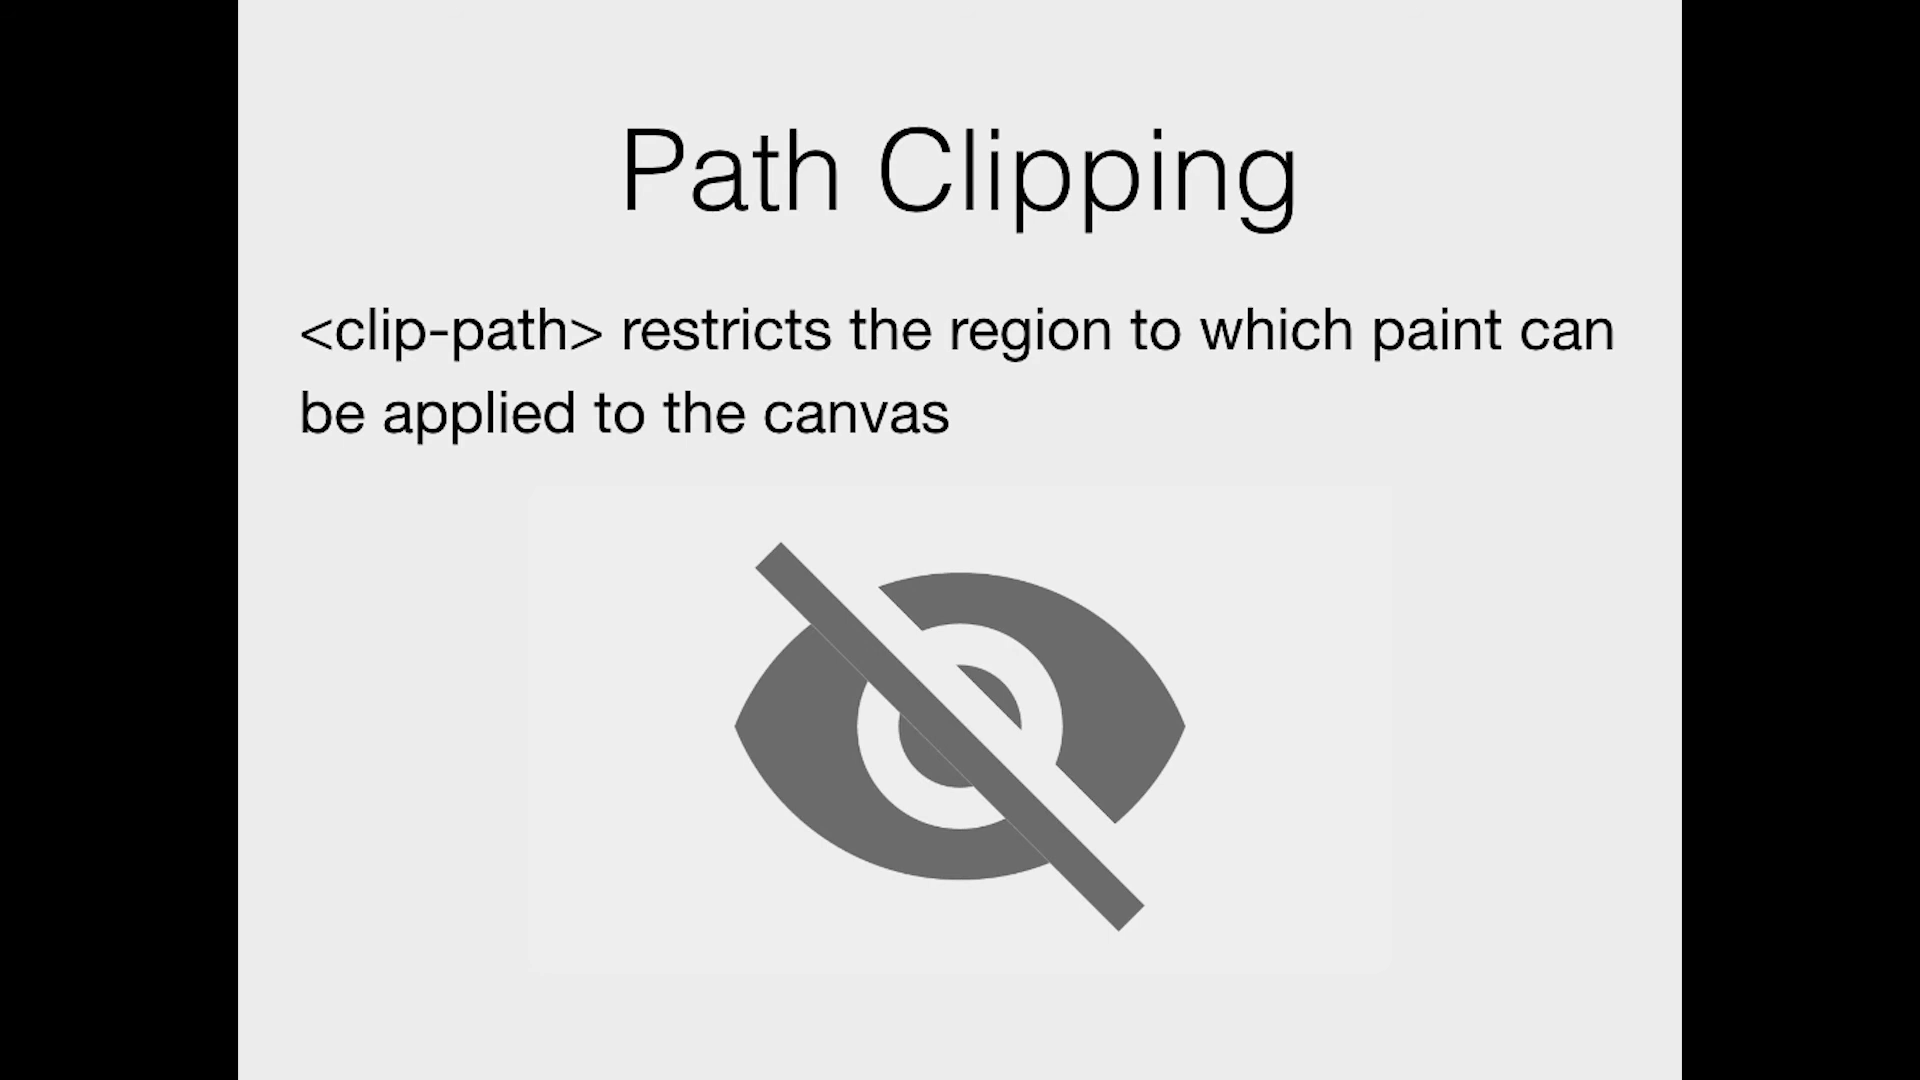 Path Clipping
<clip-path> restricts the region to which paint can
be applied to the canvas